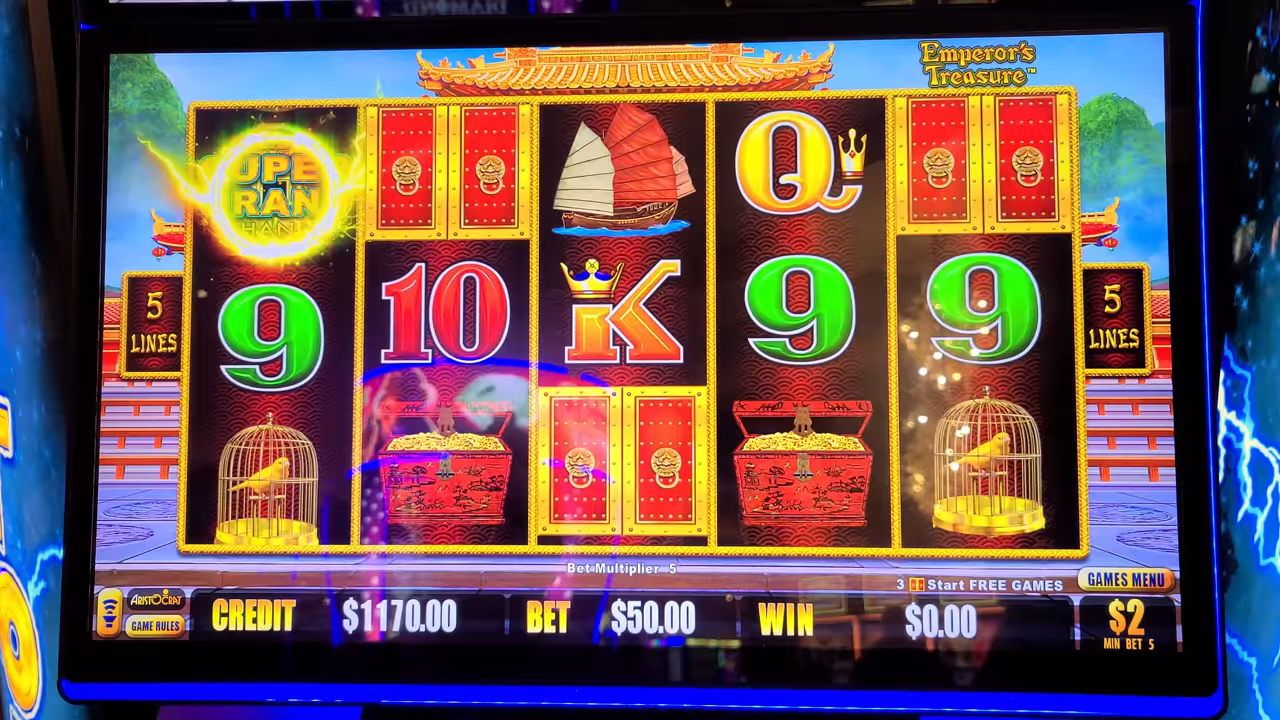 Emperor's
Treasure™
Q
9
10
K
9
9
5
LINES
5
LINES
Bet Multiplier 5
3 Start FREE GAMES
GAMES MENU
ARISTOCRAT
GAME RULES
CREDIT $1170.00 BET $50.00 WIN $0.00
$2
MIN BET 5